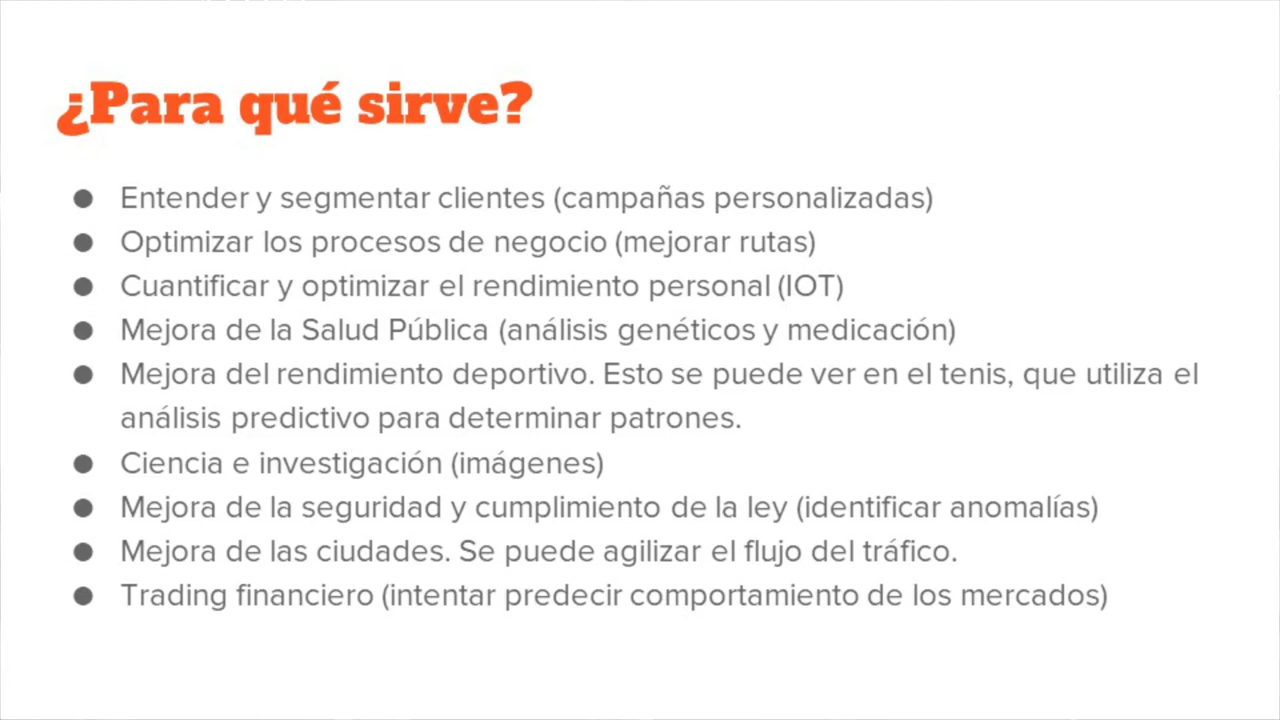 ¿Para qué sirve?
● Entender y segmentar clientes (campañas personalizadas)
● Optimizar los procesos de negocio (mejorar rutas)
● Cuantificar y optimizar el rendimiento personal (IOT)
● Mejora de la Salud Pública (análisis genéticos y medicación)
● Mejora del rendimiento deportivo. Esto se puede ver en el tenis, que utiliza el
análisis predictivo para determinar patrones.
● Ciencia e investigación (imágenes)
● Mejora de la seguridad y cumplimiento de la ley (identificar anomalías)
● Mejora de las ciudades. Se puede agilizar el flujo del tráfico.
● Trading financiero (intentar predecir comportamiento de los mercados)